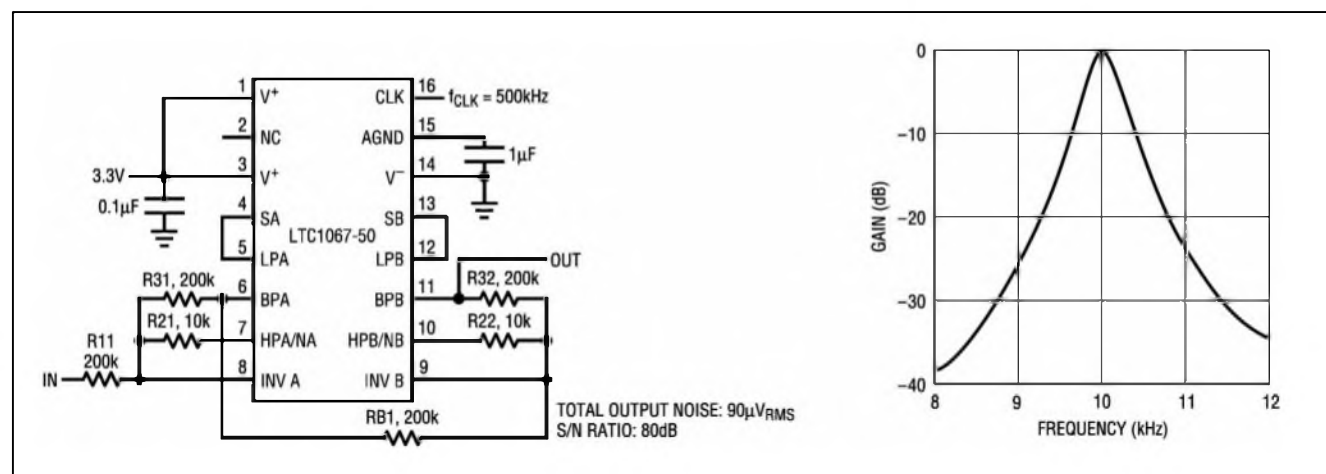 1 V+
2 NC
3 V+
4 SA
5 LPA
6 BPA
7 HPA/NA
8 INV A
16 CLK
15 AGND
14 V−
13 SB
12 LPB
11 BPB
10 HPB/NB
9 INV B
LTC1067-50
fCLK = 500kHz
1µF
3.3V
0.1µF
OUT
R31, 200k
R21, 10k
R11
200k
IN
R32, 200k
R22, 10k
RB1, 200k
TOTAL OUTPUT NOISE: 90µVRMS
S/N RATIO: 80dB
GAIN (dB)
0
−10
−20
−30
−40
8 9 10 11 12
FREQUENCY (kHz)